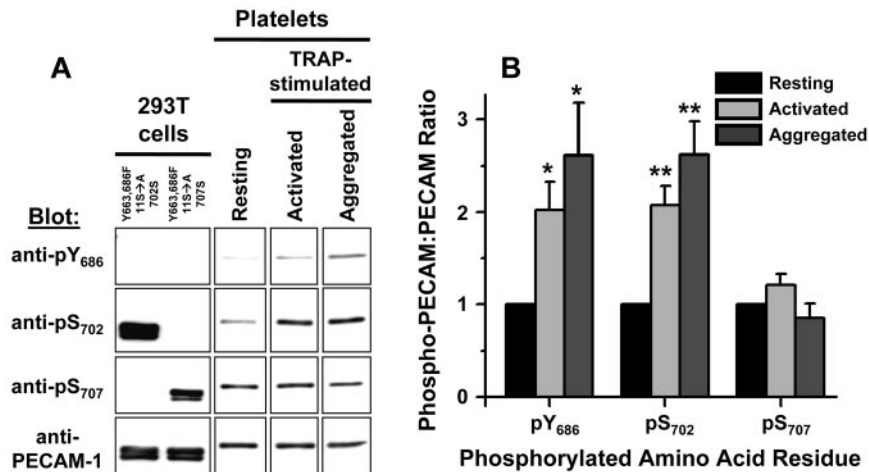 A
Platelets
TRAP-
stimulated
293T
cells
Y663,686F
11S→A
702S
Y663,686F
11S→A
707S
Resting
Activated
Aggregated
Blot:
anti-pY686
anti-pS702
anti-pS707
anti-
PECAM-1
B
Resting
Activated
Aggregated
Phospho-PECAM:PECAM Ratio
3
2
1
0
*
*
**
**
pY686
pS702
pS707
Phosphorylated Amino Acid Residue